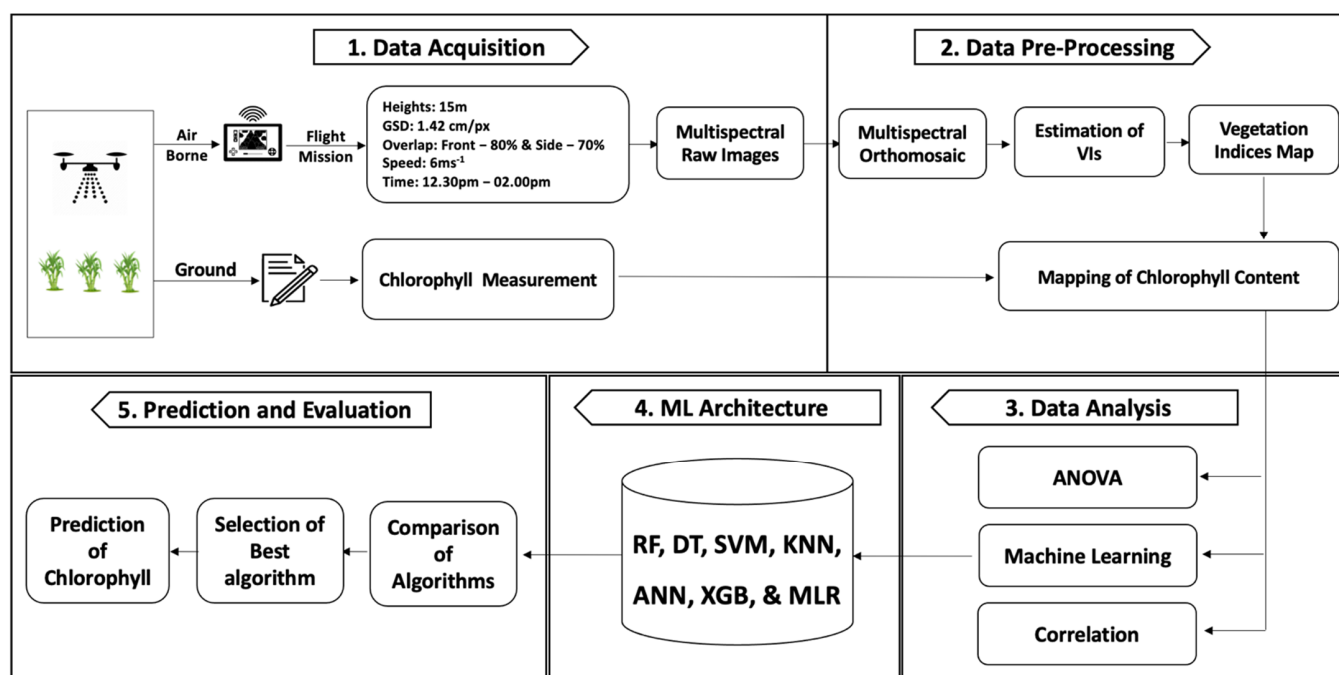 1. Data Acquisition
Air
Borne
Flight
Mission
Heights: 15m
GSD: 1.42 cm/px
Overlap: Front – 80% & Side – 70%
Speed: 6ms⁻¹
Time: 12.30pm – 02.00pm
Multispectral
Raw Images
Ground
Chlorophyll Measurement
2. Data Pre-Processing
Multispectral
Orthomosaic
Estimation of
VIs
Vegetation
Indices Map
Mapping of Chlorophyll Content
3. Data Analysis
ANOVA
Machine Learning
Correlation
4. ML Architecture
RF, DT, SVM, KNN,
ANN, XGB, & MLR
5. Prediction and Evaluation
Comparison
of
Algorithms
Selection of
Best
algorithm
Prediction
of
Chlorophyll